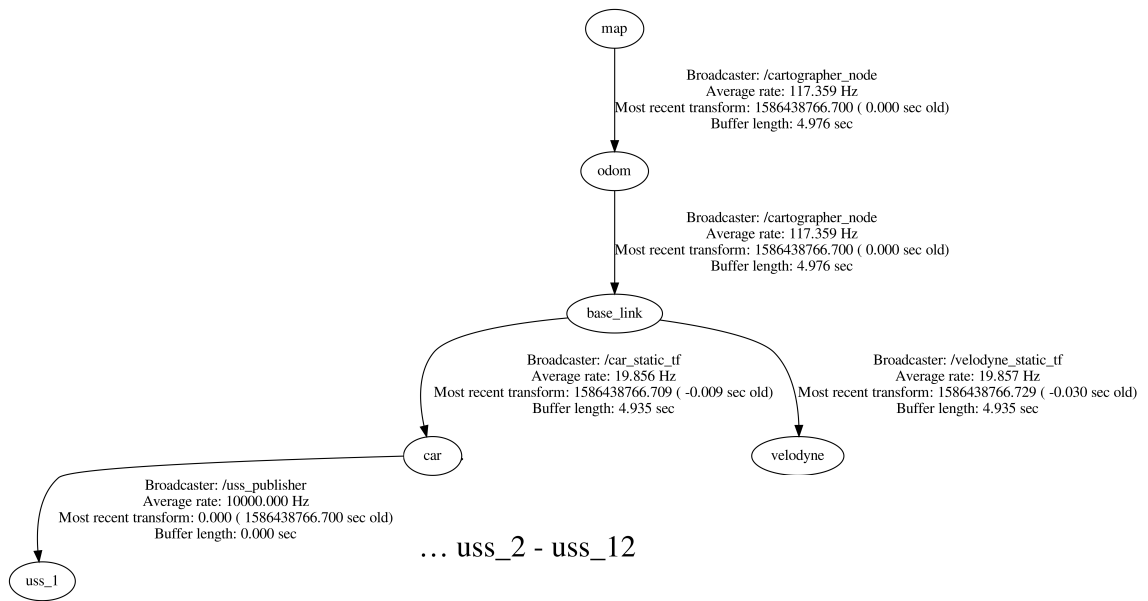 map
Broadcaster: /cartographer_node
Average rate: 117.359 Hz
Most recent transform: 1586438766.700 ( 0.000 sec old)
Buffer length: 4.976 sec
odom
Broadcaster: /cartographer_node
Average rate: 117.359 Hz
Most recent transform: 1586438766.700 ( 0.000 sec old)
Buffer length: 4.976 sec
base_link
Broadcaster: /car_static_tf
Average rate: 19.856 Hz
Most recent transform: 1586438766.709 ( -0.009 sec old)
Buffer length: 4.935 sec
Broadcaster: /velodyne_static_tf
Average rate: 19.857 Hz
Most recent transform: 1586438766.729 ( -0.030 sec old)
Buffer length: 4.935 sec
car
velodyne
Broadcaster: /uss_publisher
Average rate: 10000.000 Hz
Most recent transform: 0.000 ( 1586438766.700 sec old)
Buffer length: 0.000 sec
... uss_2 - uss_12
uss_1